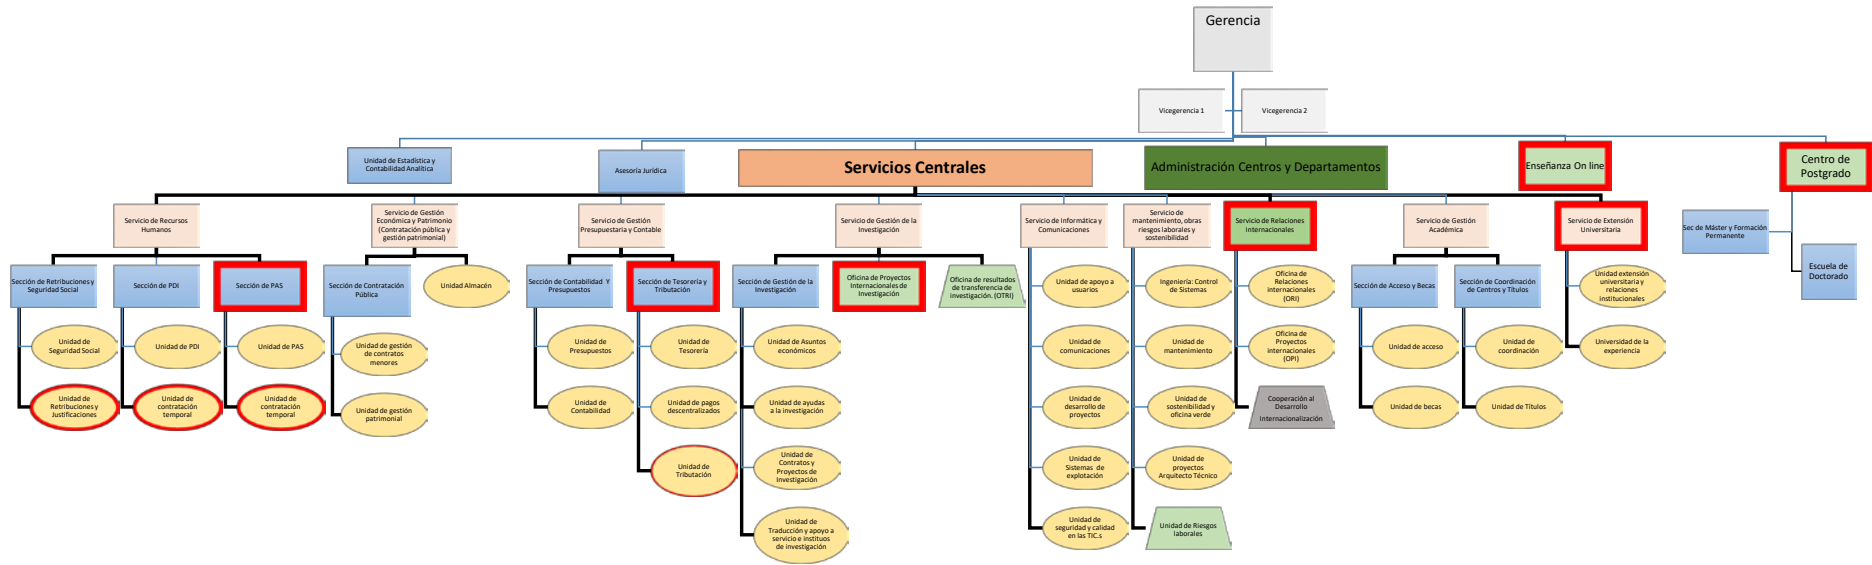 Gerencia
Vicegerencia 1
Vicegerencia 2
Unidad de Estadística y
Contabilidad Analítica
Asesoría Jurídica
Servicios Centrales
Administración Centros y Departamentos
Enseñanza On line
Centro de
Postgrado
Servicio de Recursos
Humanos
Servicio de Gestión
Económica y Patrimonio
(Contratación pública y
gestión patrimonial)
Servicio de Gestión
Presupuestaria y Contable
Servicio de Gestión de la
Investigación
Servicio de Informática y
Comunicaciones
Servicio de
mantenimiento, obras
riesgos laborales y
sostenibilidad
Servicio de Relaciones
Internacionales
Servicio de Gestión
Académica
Servicio de Extensión
Universitaria
Sec de Máster y Formación
Permanente
Escuela de
Doctorado
Sección de Retribuciones y
Seguridad Social
Sección de PDI
Sección de PAS
Sección de Contratación
Pública
Unidad Almacén
Sección de Contabilidad Y
Presupuestos
Sección de Tesorería y
Tributación
Sección de Gestión de la
Investigación
Oficina de Proyectos
Internacionales de
Investigación
Oficina de resultados
de transferencia de
investigación. (OTRI)
Unidad de apoyo a
usuarios
Ingeniería: Control
de Sistemas
Oficina de
Relaciones
internacionales
(ORI)
Sección de Acceso y Becas
Sección de Coordinación
de Centros y Títulos
Unidad extensión
universitaria y
relaciones
institucionales
Unidad de
Seguridad Social
Unidad de PDI
Unidad de PAS
Unidad de gestión
de contratos
menores
Unidad de
Presupuestos
Unidad de
Tesorería
Unidad de Asuntos
económicos
Unidad de
comunicaciones
Unidad de
mantenimiento
Oficina de
Proyectos
internacionales
(OPI)
Unidad de acceso
Unidad de
coordinación
Universidad de la
experiencia
Unidad de
Retribuciones y
Justificaciones
Unidad de
contratación
temporal
Unidad de
contratación
temporal
Unidad de gestión
patrimonial
Unidad de
Contabilidad
Unidad de pagos
descentralizados
Unidad de ayudas
a la investigación
Unidad de
desarrollo de
proyectos
Unidad de
sostenibilidad y
oficina verde
Cooperación al
Desarrollo
Internacionalización
Unidad de becas
Unidad de Títulos
Unidad de
Tributación
Unidad de
Contratos y
Proyectos de
Investigación
Unidad de
Sistemas de
explotación
Unidad de
proyectos
Arquitecto Técnico
Unidad de
Traducción y apoyo a
servicio e instituos
de investigación
Unidad de
seguridad y calidad
en las TIC.s
Unidad de Riesgos
laborales